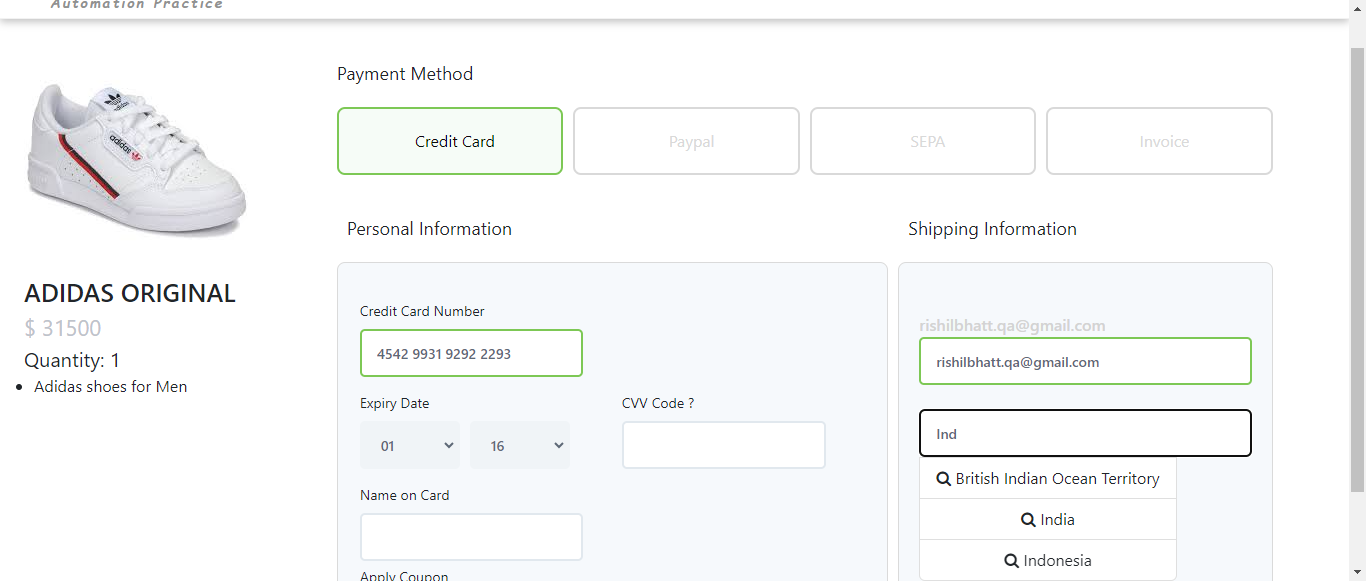 Automation Practice
Payment Method
Credit Card
Paypal
SEPA
Invoice
adidas
adidas
ADIDAS ORIGINAL
$ 31500
Quantity: 1
Adidas shoes for Men
Personal Information
Credit Card Number
4542 9931 9292 2293
Expiry Date
CVV Code ?
01
16
Name on Card
Apply Coupon
Shipping Information
rishilbhatt.qa@gmail.com
rishilbhatt.qa@gmail.com
Ind
British Indian Ocean Territory
India
Indonesia